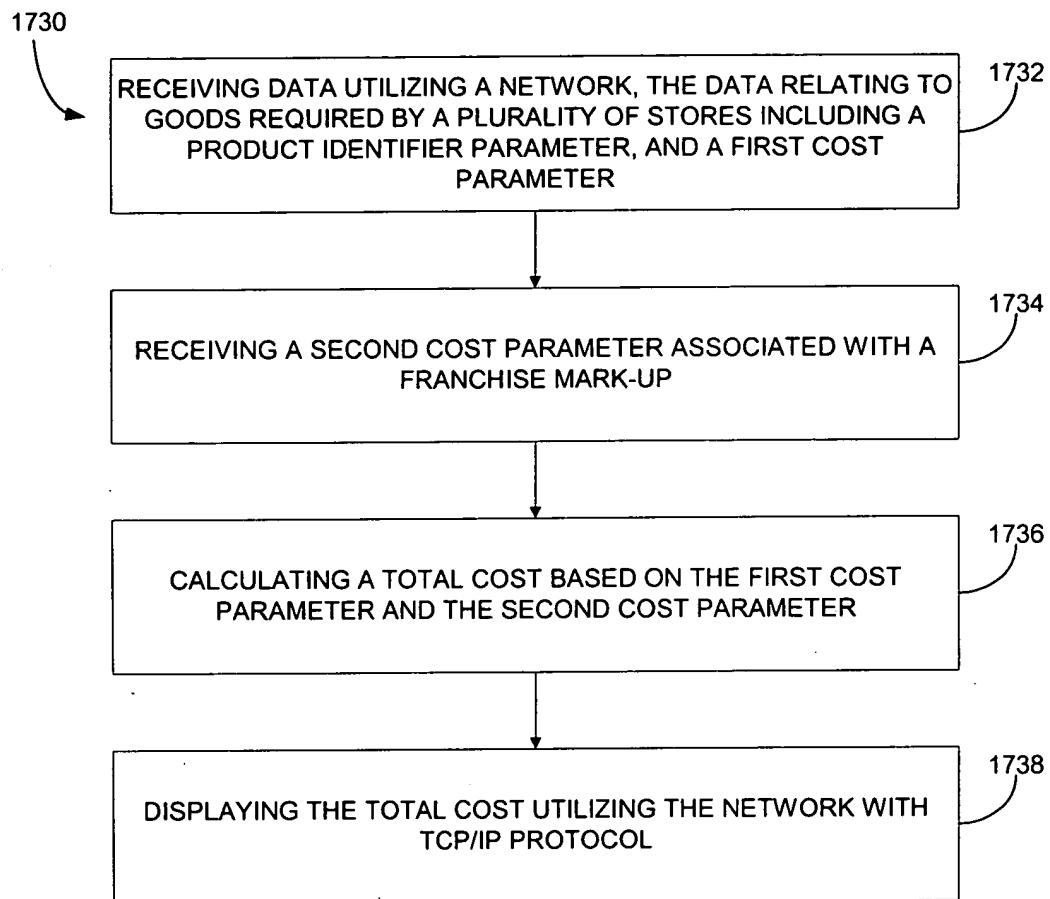 1730
1732
RECEIVING DATA UTILIZING A NETWORK, THE DATA RELATING TO
GOODS REQUIRED BY A PLURALITY OF STORES INCLUDING A
PRODUCT IDENTIFIER PARAMETER, AND A FIRST COST
PARAMETER
1734
RECEIVING A SECOND COST PARAMETER ASSOCIATED WITH A
FRANCHISE MARK-UP
1736
CALCULATING A TOTAL COST BASED ON THE FIRST COST
PARAMETER AND THE SECOND COST PARAMETER
1738
DISPLAYING THE TOTAL COST UTILIZING THE NETWORK WITH
TCP/IP PROTOCOL